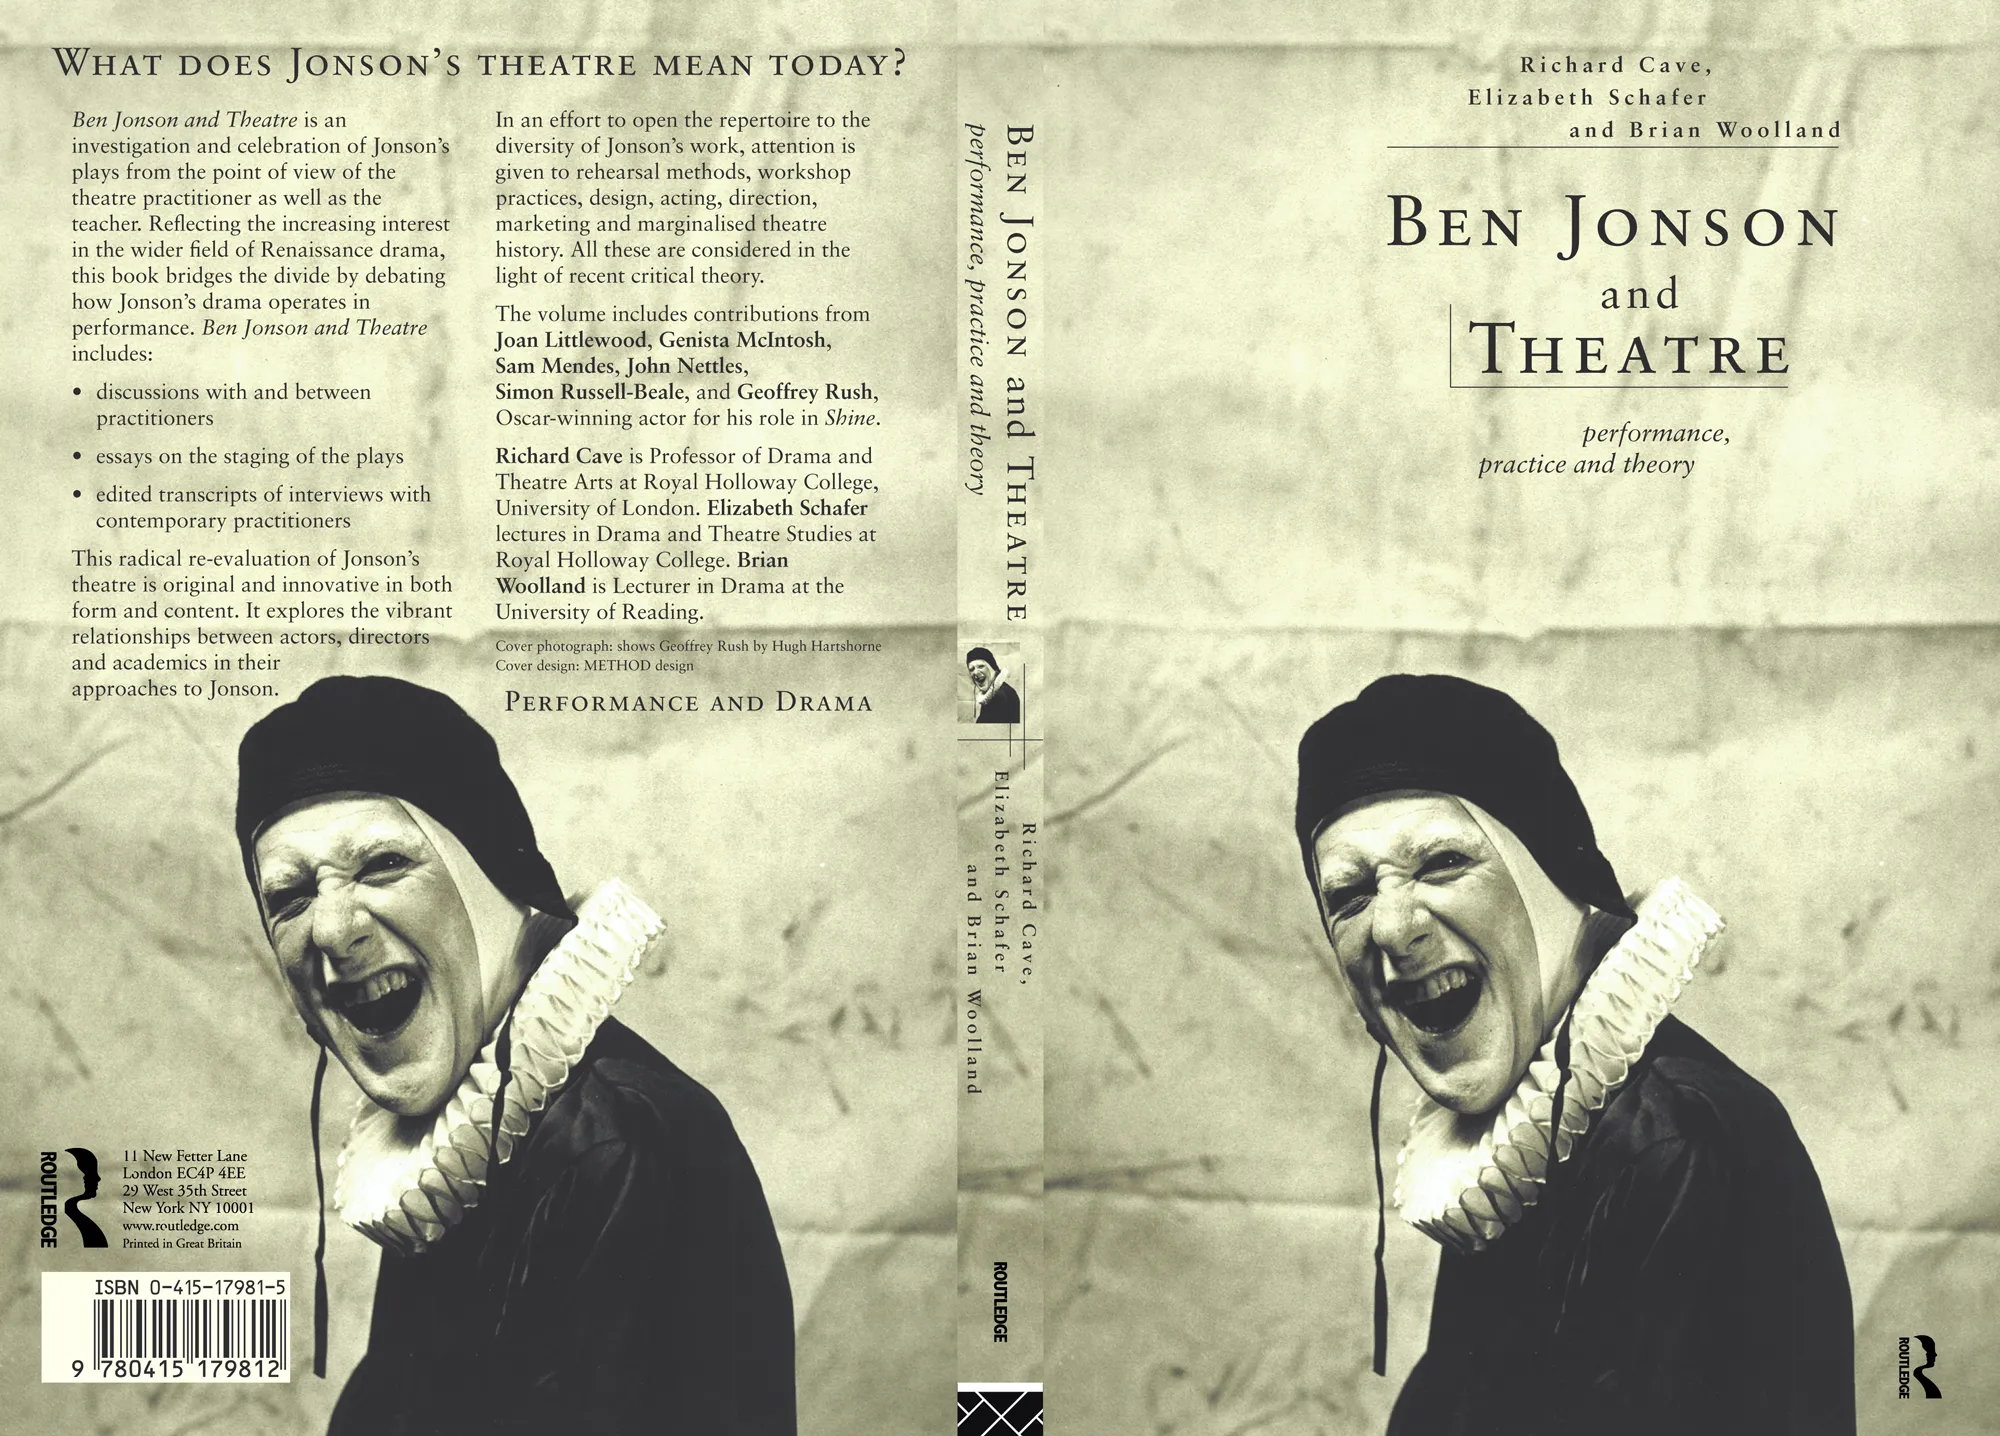 WHAT DOES JONSON'S THEATRE MEAN TODAY?
Ben Jonson and Theatre is an
investigation and celebration of Jonson's
plays from the point of view of the
theatre practitioner as well as the
teacher. Reflecting the increasing interest
in the wider field of Renaissance drama,
this book bridges the divide by debating
how Jonson's drama operates in
performance. Ben Jonson and Theatre
includes:
• discussions with and between
practitioners
• essays on the staging of the plays
• edited transcripts of interviews with
contemporary practitioners
This radical re-evaluation of Jonson's
theatre is original and innovative in both
form and content. It explores the vibrant
relationships between actors, directors
and academics in their
approaches to Jonson.
In an effort to open the repertoire to the
diversity of Jonson's work, attention is
given to rehearsal methods, workshop
practices, design, acting, direction,
marketing and marginalised theatre
history. All these are considered in the
light of recent critical theory.
The volume includes contributions from
Joan Littlewood, Genista McIntosh,
Sam Mendes, John Nettles,
Simon Russell-Beale, and Geoffrey Rush,
Oscar-winning actor for his role in Shine.
Richard Cave is Professor of Drama and
Theatre Arts at Royal Holloway College,
University of London. Elizabeth Schafer
lectures in Drama and Theatre Studies at
Royal Holloway College. Brian
Woolland is Lecturer in Drama at the
University of Reading.
Cover photograph: shows Geoffrey Rush by Hugh Hartshorne
Cover design: METHOD design
PERFORMANCE AND DRAMA
ROUTLEDGE
11 New Fetter Lane
London EC4P 4EE
29 West 35th Street
New York NY 10001
www.routledge.com
Printed in Great Britain
ISBN 0-415-17981-5
9 780415 179812
BEN JONSON and THEATRE
performance, practice and theory
Richard Cave,
Elizabeth Schafer
and Brian Woolland
ROUTLEDGE
Richard Cave,
Elizabeth Schafer
and Brian Woolland
BEN JONSON
and
THEATRE
performance,
practice and theory
ROUTLEDGE